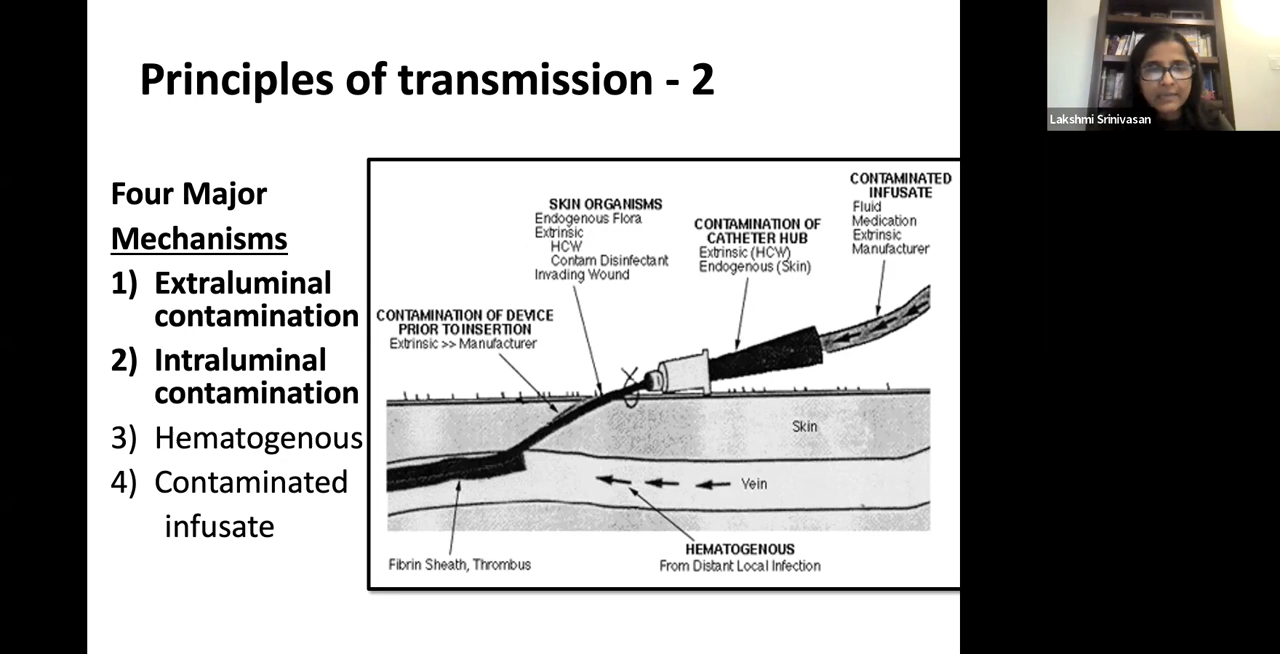 Principles of transmission - 2
Lakshmi Srinivasan
Four Major
Mechanisms
1) Extraluminal
contamination
2) Intraluminal
contamination
3) Hematogenous
4) Contaminated
infusate
CONTAMINATED
INFUSATE
Fluid
Medication
Extrinsic
Manufacturer
SKIN ORGANISMS
Endogenous Flora
Extrinsic
HCW
Contam Disinfectant
Invading Wound
CONTAMINATION OF
CATHETER HUB
Extrinsic (HCW)
Endogenous (Skin)
CONTAMINATION OF DEVICE
PRIOR TO INSERTION
Extrinsic >> Manufacturer
Skin
Vein
HEMATOGENOUS
From Distant Local Infection
Fibrin Sheath, Thrombus